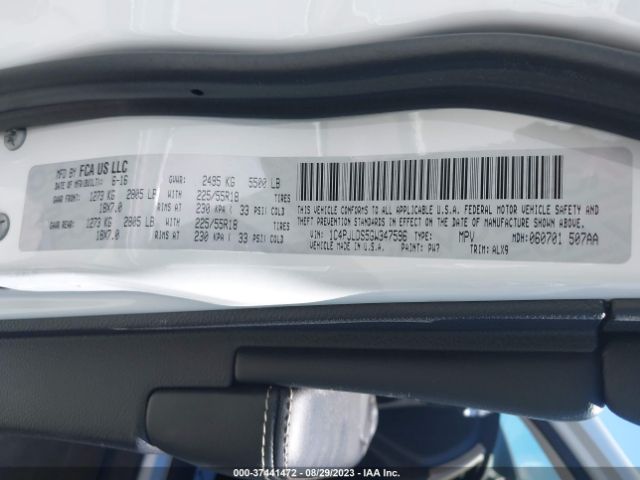 MFD BY FCA US LLC
DATE OF MFR(BUILT): 6-16 GVWR: 2495 KG 5500 LB
GAWR FRONT: 1273 KG 2805 LB WITH 225/55R18 TIRES
18X7.0 RIMS AT 230 KPA ( 33 PSI) COLD
GAWR REAR: 1273 KG 2805 LB WITH 225/55R18 TIRES
18X7.0 RIMS AT 230 KPA ( 33 PSI) COLD
THIS VEHICLE CONFORMS TO ALL APPLICABLE U.S.A. FEDERAL MOTOR VEHICLE SAFETY AND
THEFT PREVENTION STANDARDS IN EFFECT ON THE DATE OF MANUFACTURE SHOWN ABOVE.
VIN: 1C4PJLDS5GW347596 TYPE: MPV MDH: 060701 507AA
VEHICLE MADE IN U.S.A. PAINT: PW7 TRIM: ALX9
000-37441472 - 08/29/2023 - IAA Inc.